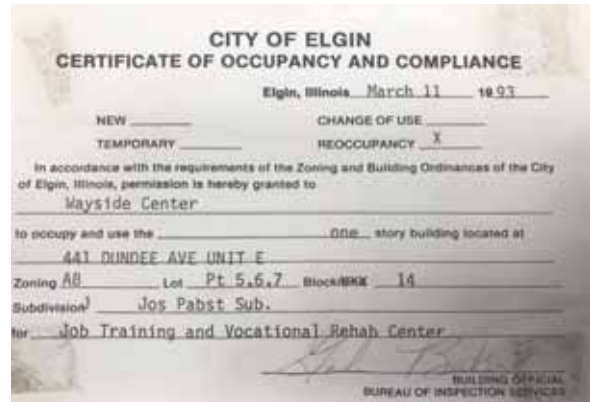 CITY OF ELGIN
CERTIFICATE OF OCCUPANCY AND COMPLIANCE
Elgin, Illinois March 11 19 93
NEW CHANGE OF USE
TEMPORARY REOCCUPANCY X
In accordance with the requirements of the Zoning and Building Ordinances of the City
of Elgin, Illinois, permission is hereby granted to
Wayside Center
to occupy and use the one story building located at
441 DUNDEE AVE UNIT E
Zoning AB Lot Pt 5,6,7 Block 14
Subdivision Jos Pabst Sub.
for Job Training and Vocational Rehab Center
BUILDING OFFICIAL
BUREAU OF INSPECTION SERVICES